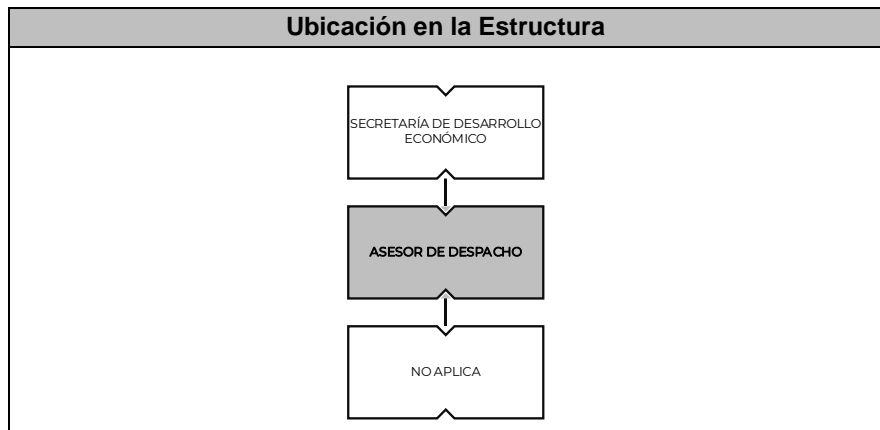 Ubicación en la Estructura
SECRETARÍA DE DESARROLLO
ECONÓMICO
ASESOR DE DESPACHO
NO APLICA